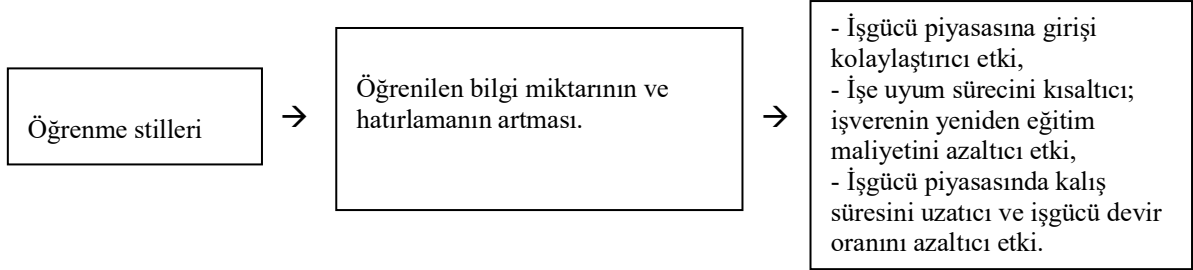 Öğrenme stilleri
→
Öğrenilen bilgi miktarının ve
hatırlamanın artması.
→
- İşgücü piyasasına girişi
kolaylaştırıcı etki,
- İşe uyum sürecini kısaltıcı;
işverenin yeniden eğitim
maliyetini azaltıcı etki,
- İşgücü piyasasında kalış
süresini uzatıcı ve işgücü devir
oranını azaltıcı etki.